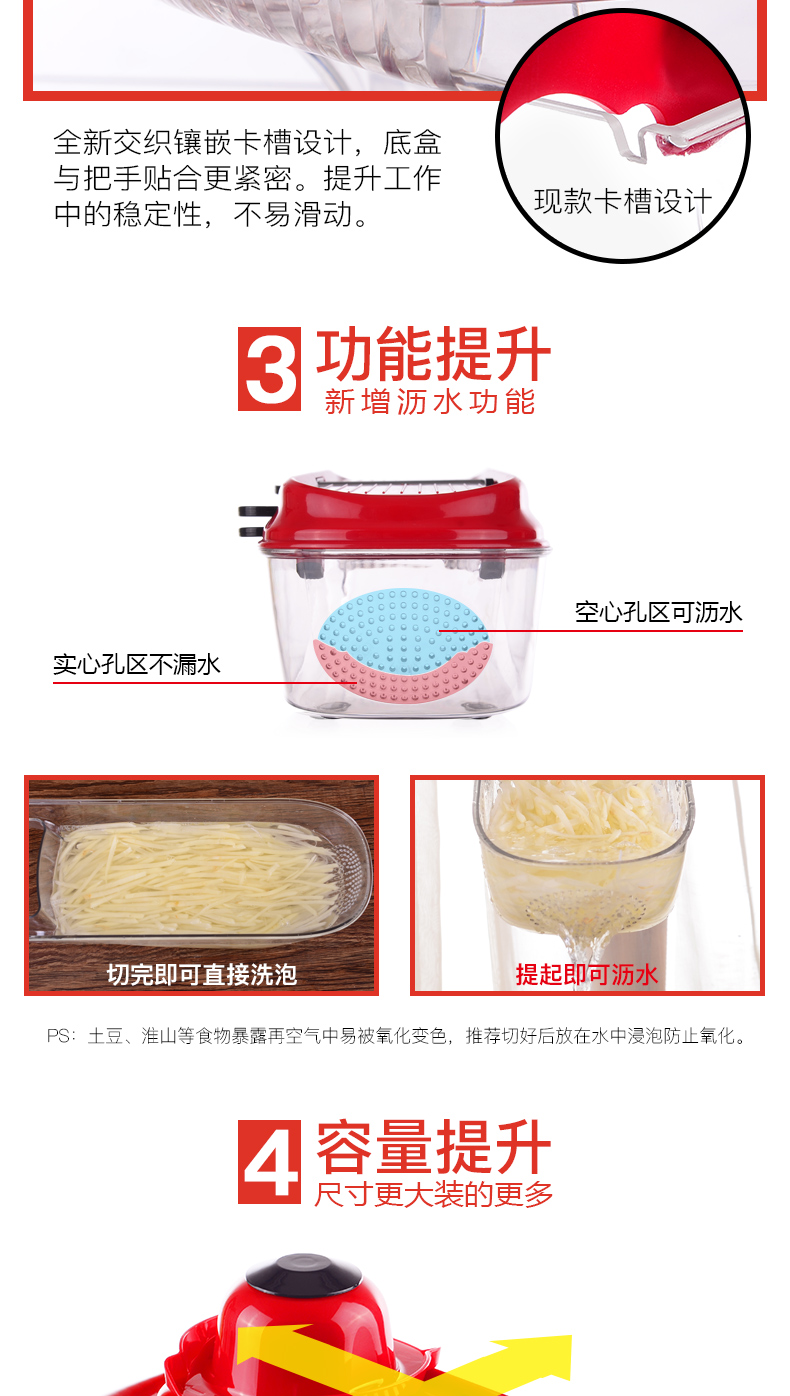 全新交织镶嵌卡槽设计，底盒
与把手贴合更紧密。提升工作
中的稳定性，不易滑动。
现款卡槽设计
3 功能提升
新增沥水功能
空心孔区可沥水
实心孔区不漏水
切完即可直接洗泡
提起即可沥水
PS：土豆、淮山等食物暴露再空气中易被氧化变色，推荐切好后放在水中浸泡防止氧化。
4 容量提升
尺寸更大装的更多